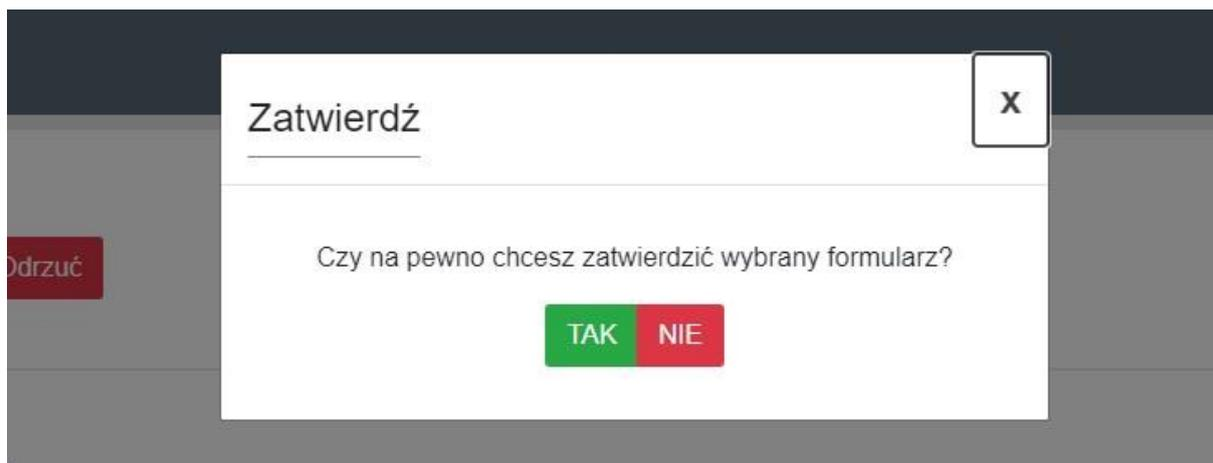 Zatwierdź
x
Odrzuć
Czy na pewno chcesz zatwierdzić wybrany formularz?
TAK NIE